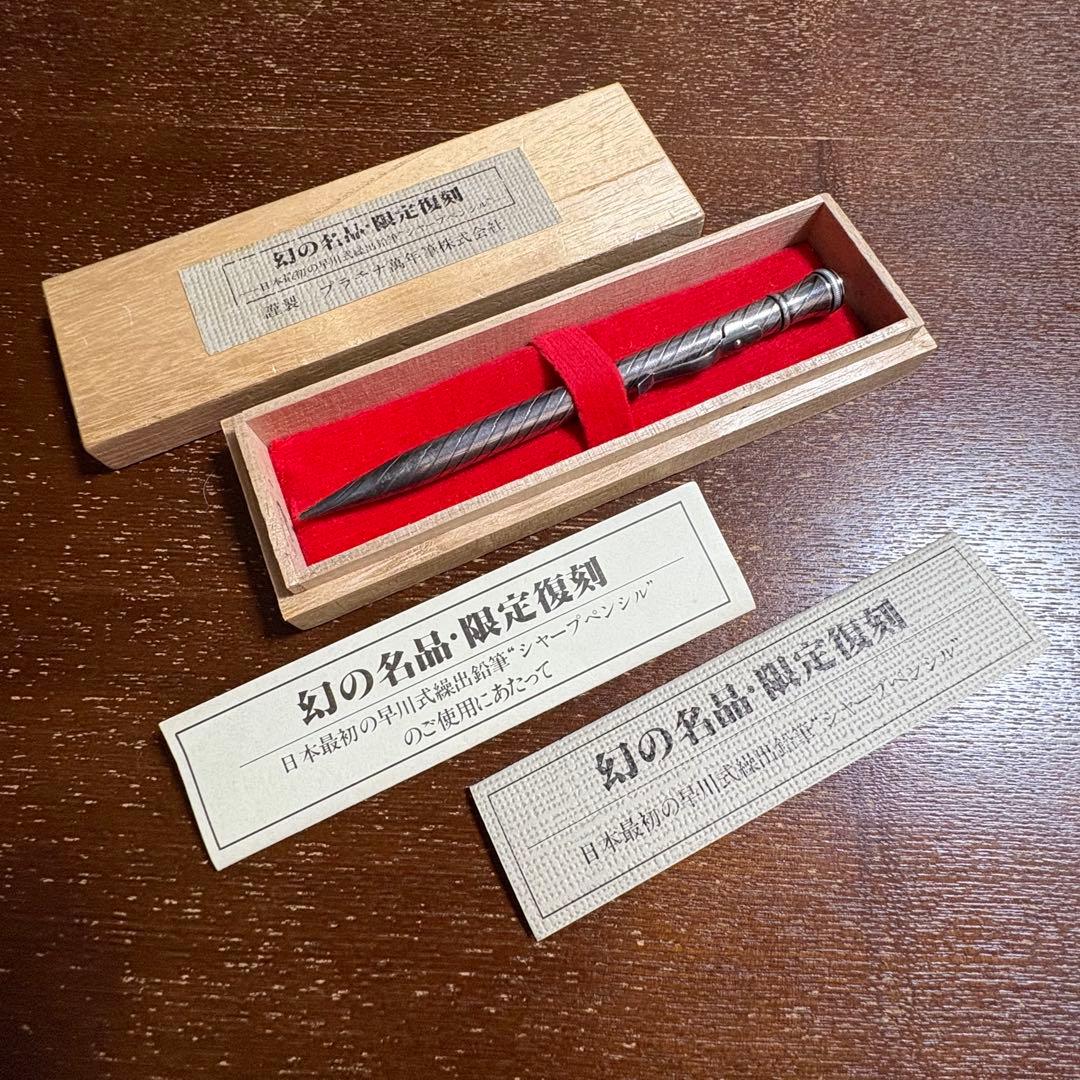 幻の名品・限定復刻
日本最初の早川式繰出鉛筆“シャープペンシル”
謹製 プラチナ萬年筆株式会社
幻の名品・限定復刻
日本最初の早川式繰出鉛筆“シャープペンシル”
のご使用にあたって
幻の名品・限定復刻
日本最初の早川式繰出鉛筆“シャープペンシル”